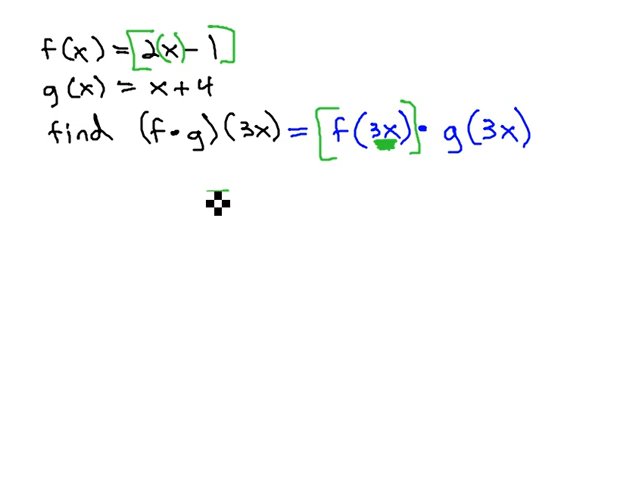 f(x) = [2(x) - 1]
g(x) = x + 4
find (f · g)(3x) = [f(3x)] · g(3x)